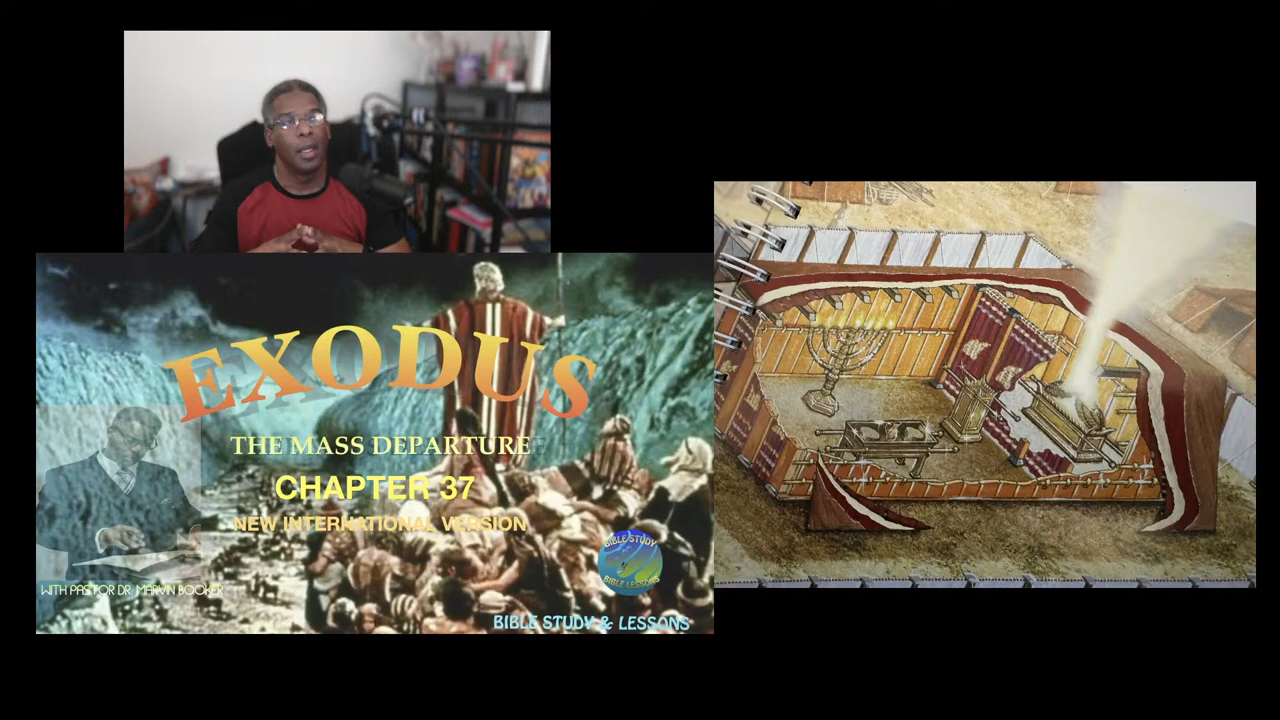 EXODUS
THE MASS DEPARTURE
CHAPTER 37
NEW INTERNATIONAL VERSION
BIBLE STUDY
BIBLE LESSONS
WITH PASTOR DR. MARVIN BOOKER
BIBLE STUDY & LESSONS